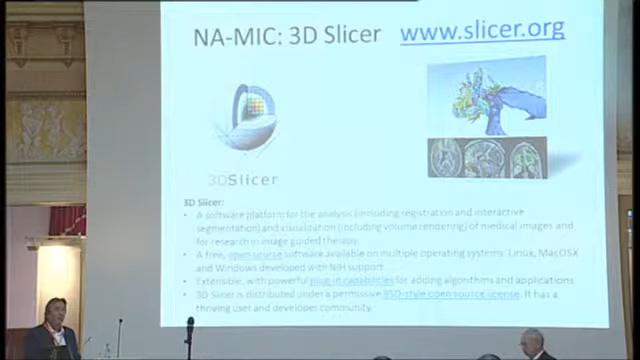 NA-MIC: 3D Slicer www.slicer.org
3DSlicer
3D Slicer:
• A software platform for the analysis (including registration and interactive
segmentation) and visualization (including volume rendering) of medical images and
for research in image guided therapy.
• A free, open source software available on multiple operating systems: Linux, MacOSX
and Windows developed with NIH support
• Extensible, with powerful plug-in capabilities for adding algorithms and applications
• 3D Slicer is distributed under a permissive BSD-style open source license. It has a
thriving user and developer community.